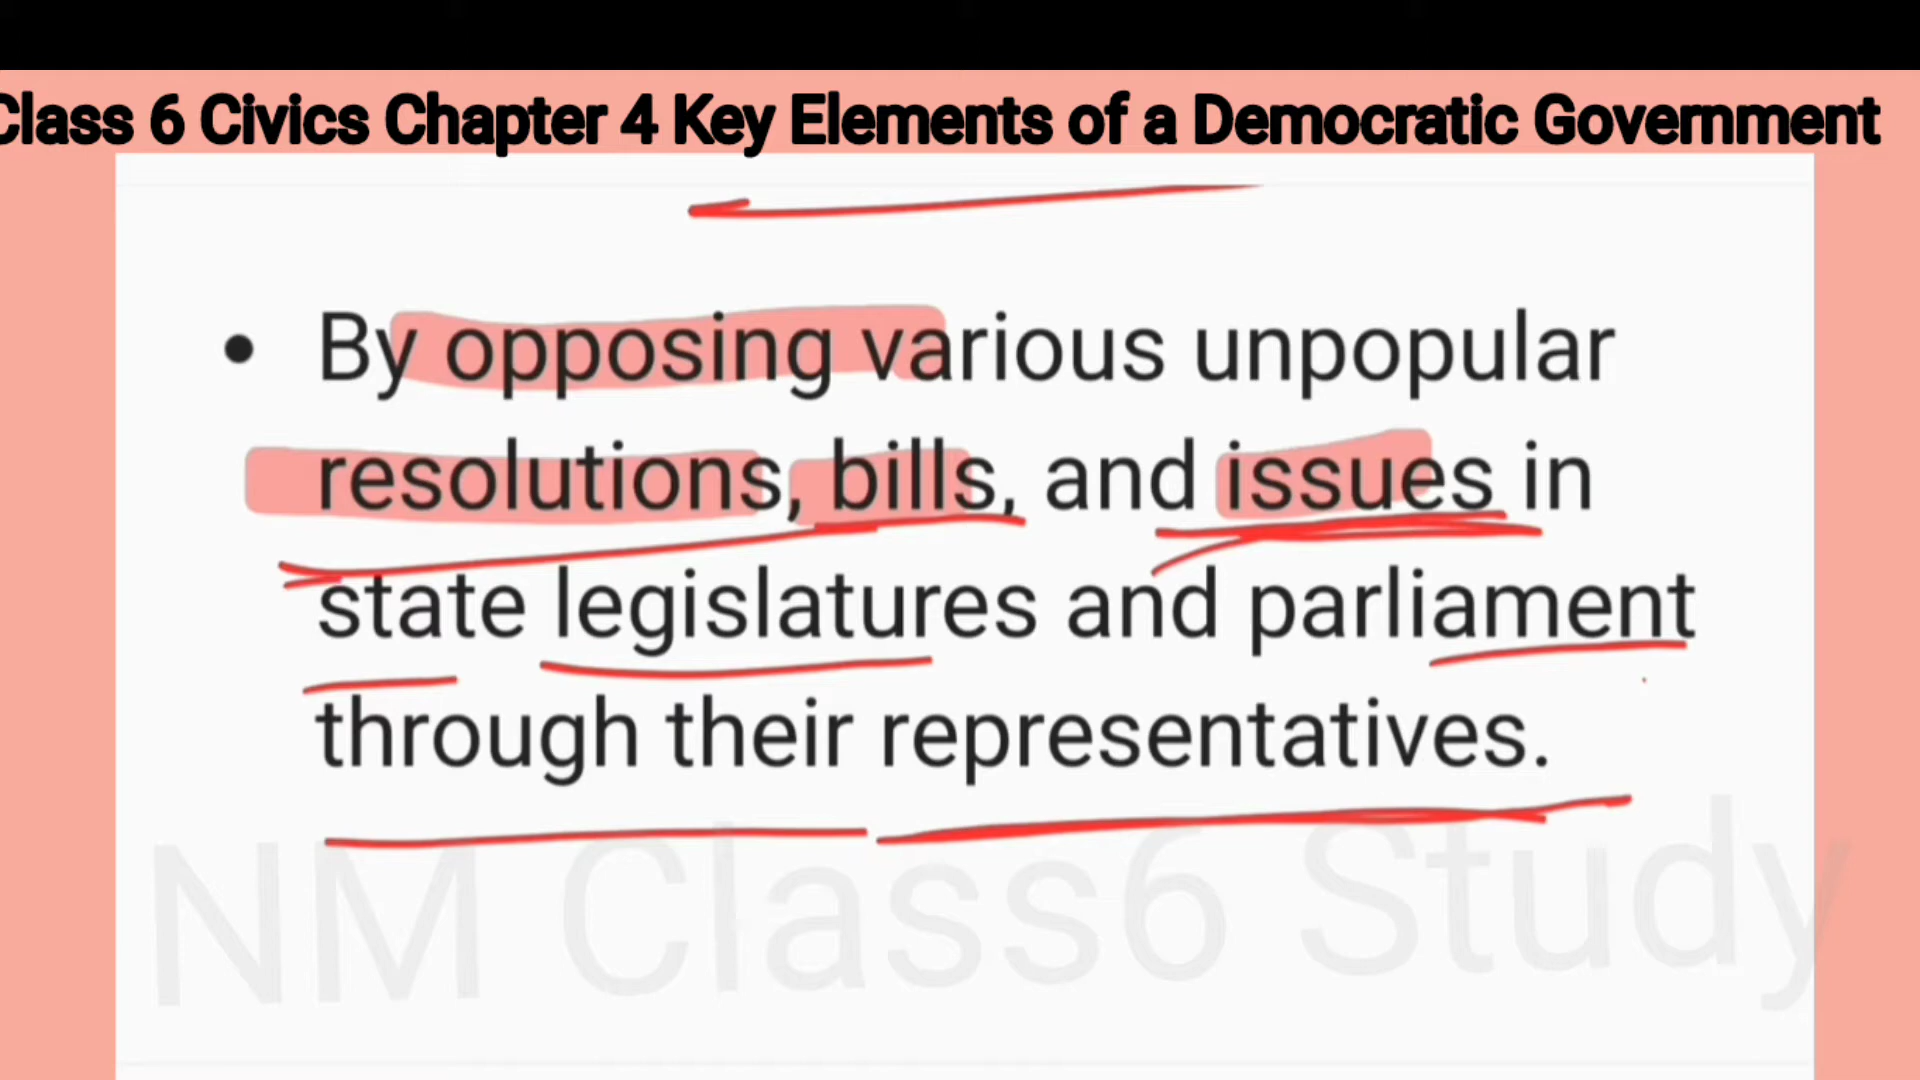 Class 6 Civics Chapter 4 Key Elements of a Democratic Government
• By opposing various unpopular
resolutions, bills, and issues in
state legislatures and parliament
through their representatives.
NM Class6 Study